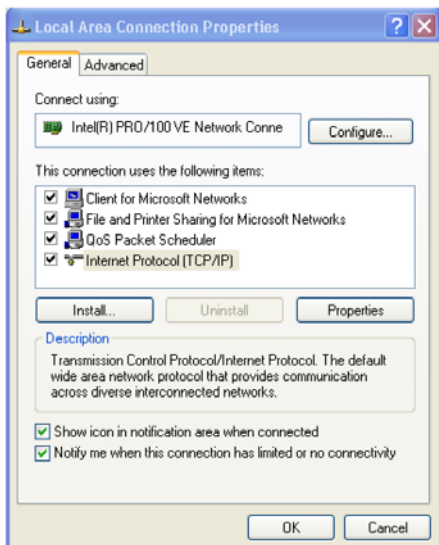 Local Area Connection Properties
General Advanced
Connect using:
Intel(R) PRO/100 VE Network Conne
Configure...
This connection uses the following items:
Client for Microsoft Networks
File and Printer Sharing for Microsoft Networks
QoS Packet Scheduler
Internet Protocol (TCP/IP)
Install... Uninstall Properties
Description
Transmission Control Protocol/Internet Protocol. The default
wide area network protocol that provides communication
across diverse interconnected networks.
Show icon in notification area when connected
Notify me when this connection has limited or no connectivity
OK Cancel